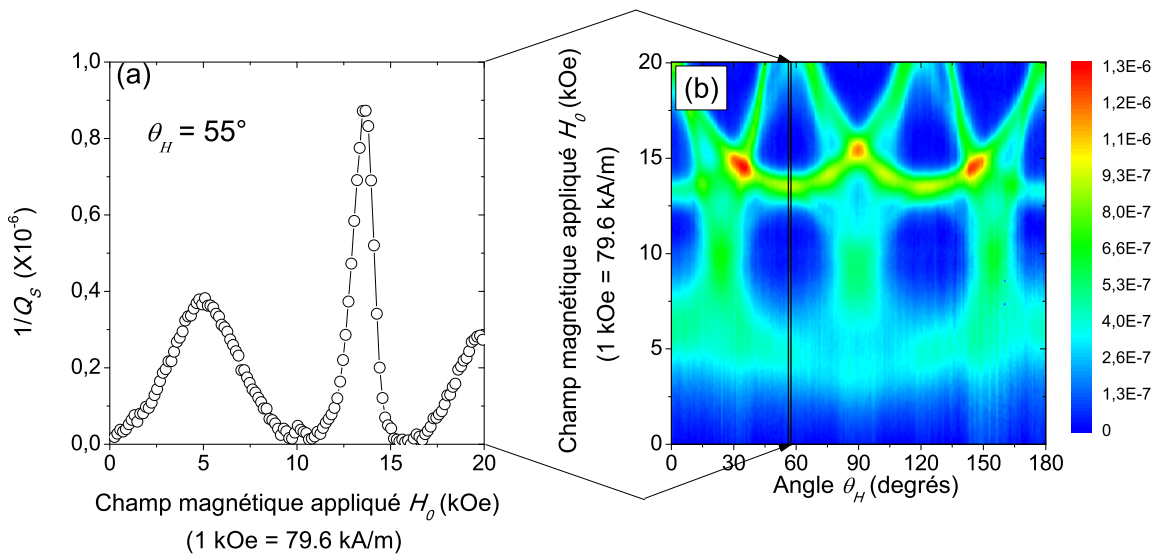 (a)
θH = 55°
1,0
0,8
0,6
0,4
0,2
0,0
1/QS (X10-6)
0 5 10 15 20
Champ magnétique appliqué H0 (kOe)
(1 kOe = 79.6 kA/m)
(b)
20
15
10
5
0
Champ magnétique appliqué H0 (kOe)
(1 kOe = 79.6 kA/m)
0 30 60 90 120 150 180
Angle θH (degrés)
1,3E-6
1,2E-6
1,1E-6
9,3E-7
8,0E-7
6,6E-7
5,3E-7
4,0E-7
2,6E-7
1,3E-7
0